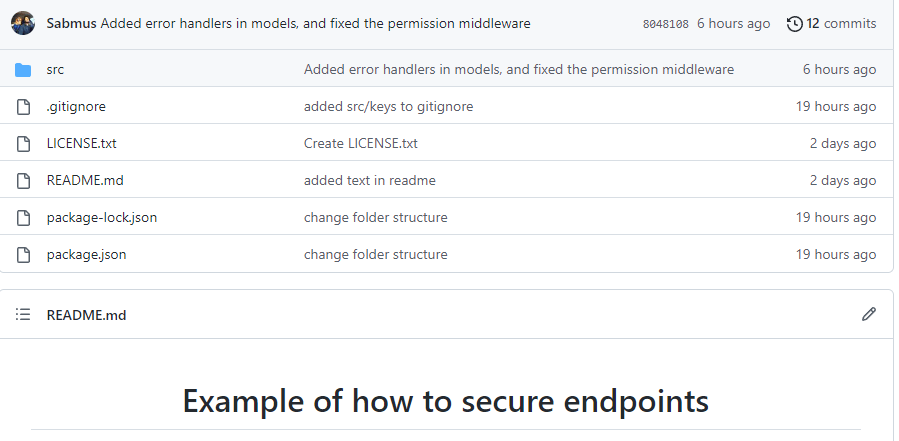 Sabmus Added error handlers in models, and fixed the permission middleware 8048108 6 hours ago 12 commits
src Added error handlers in models, and fixed the permission middleware 6 hours ago
.gitignore added src/keys to gitignore 19 hours ago
LICENSE.txt Create LICENSE.txt 2 days ago
README.md added text in readme 2 days ago
package-lock.json change folder structure 19 hours ago
package.json change folder structure 19 hours ago
README.md
Example of how to secure endpoints